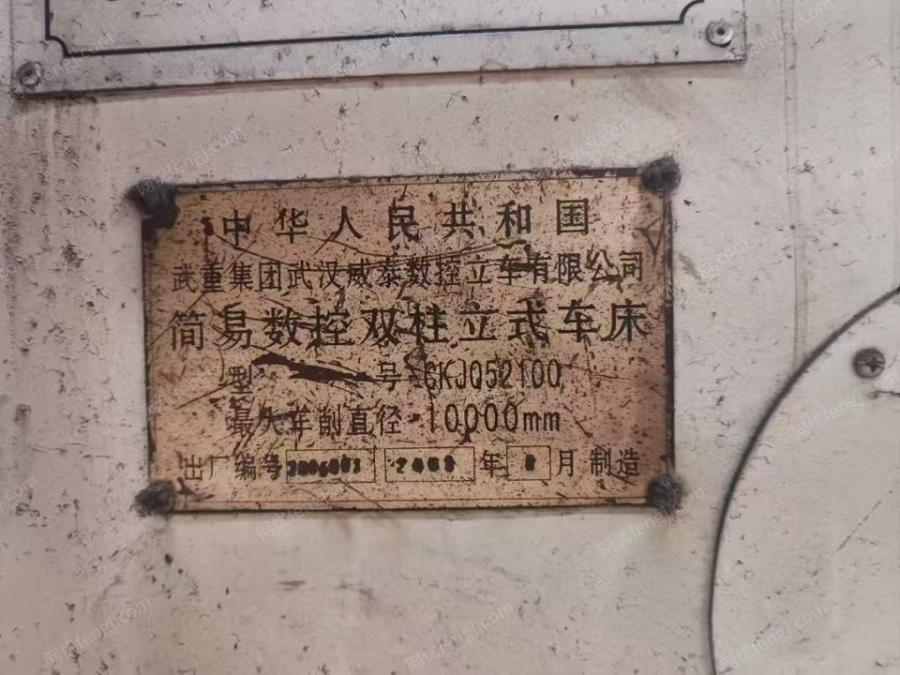 中华人民共和国
武重集团武汉威泰数控立车有限公司
简易数控双柱立式车床
型号 CKJ052100
最大车削直径 10000mm
出厂编号 年 月 制造